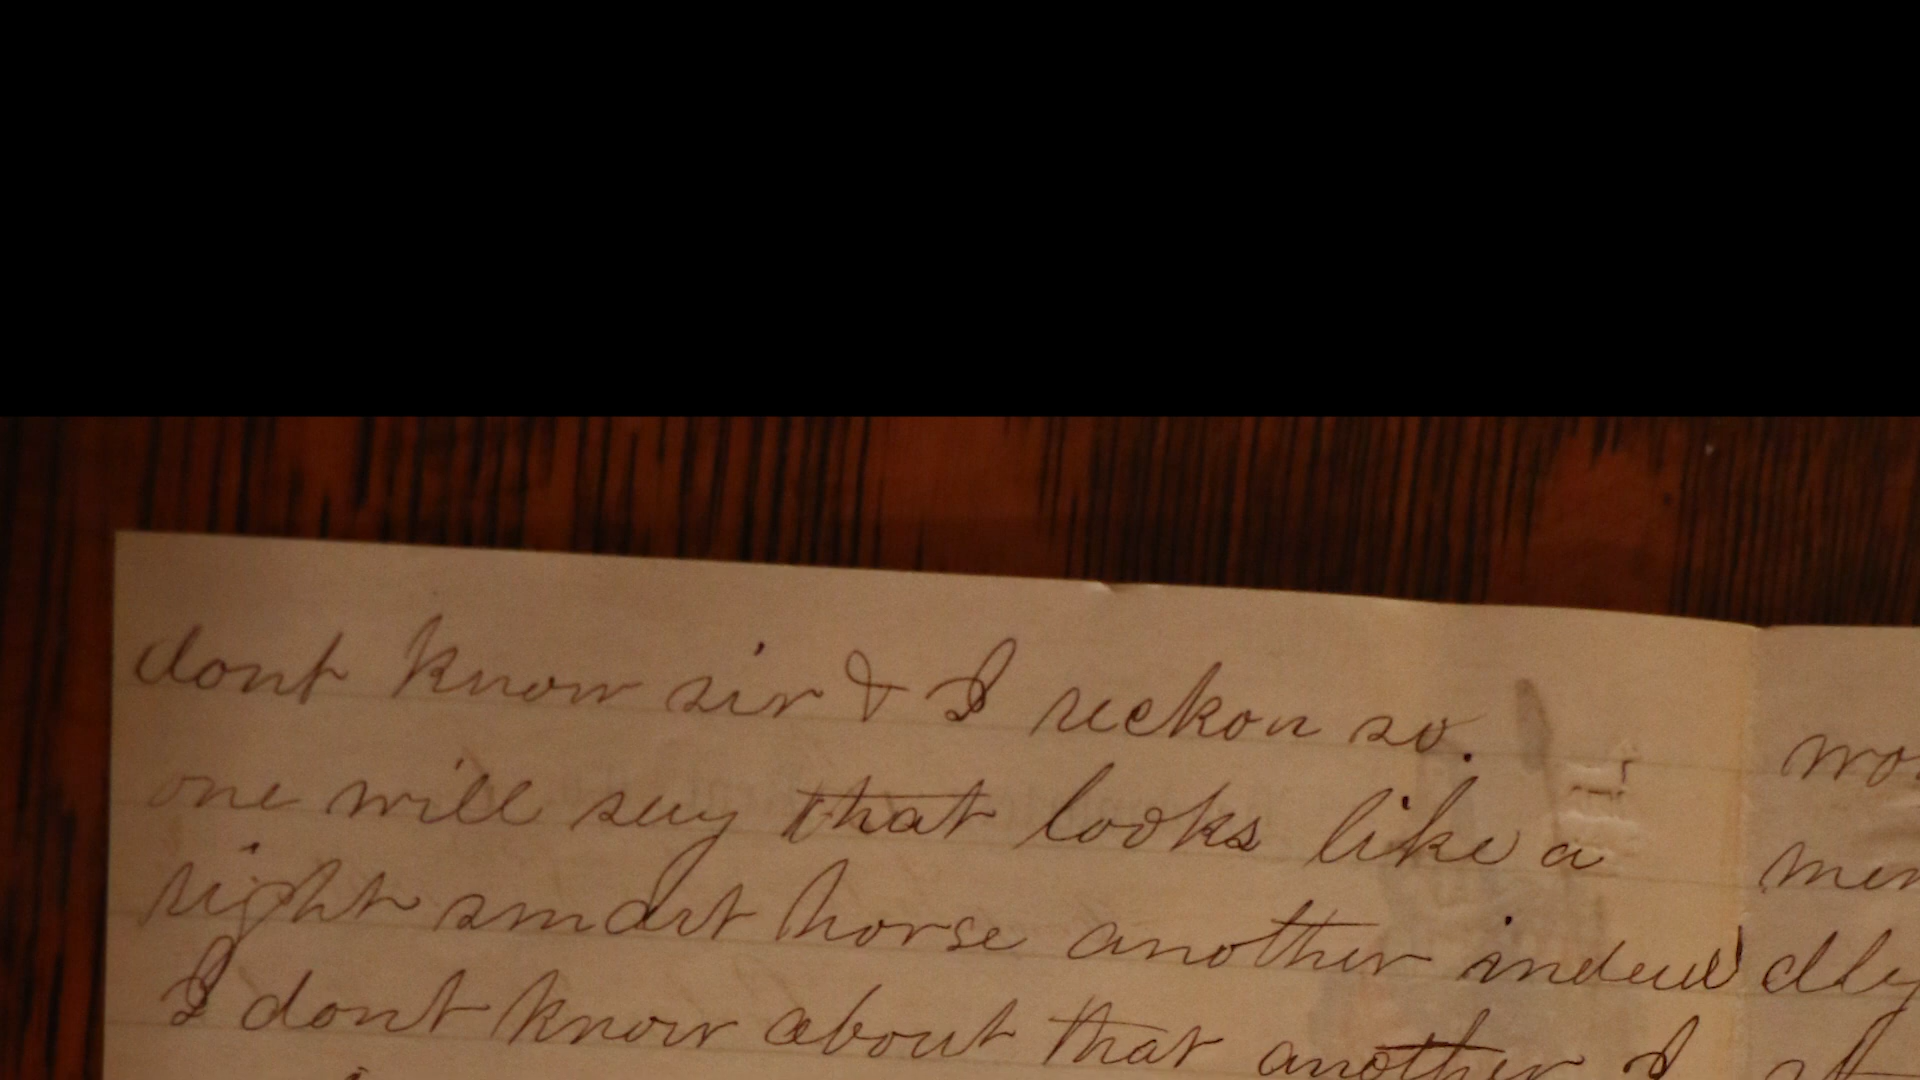 dont know sir & I reckon so.
one will say that looks like a
right smart horse another indeed
I dont know about that another I